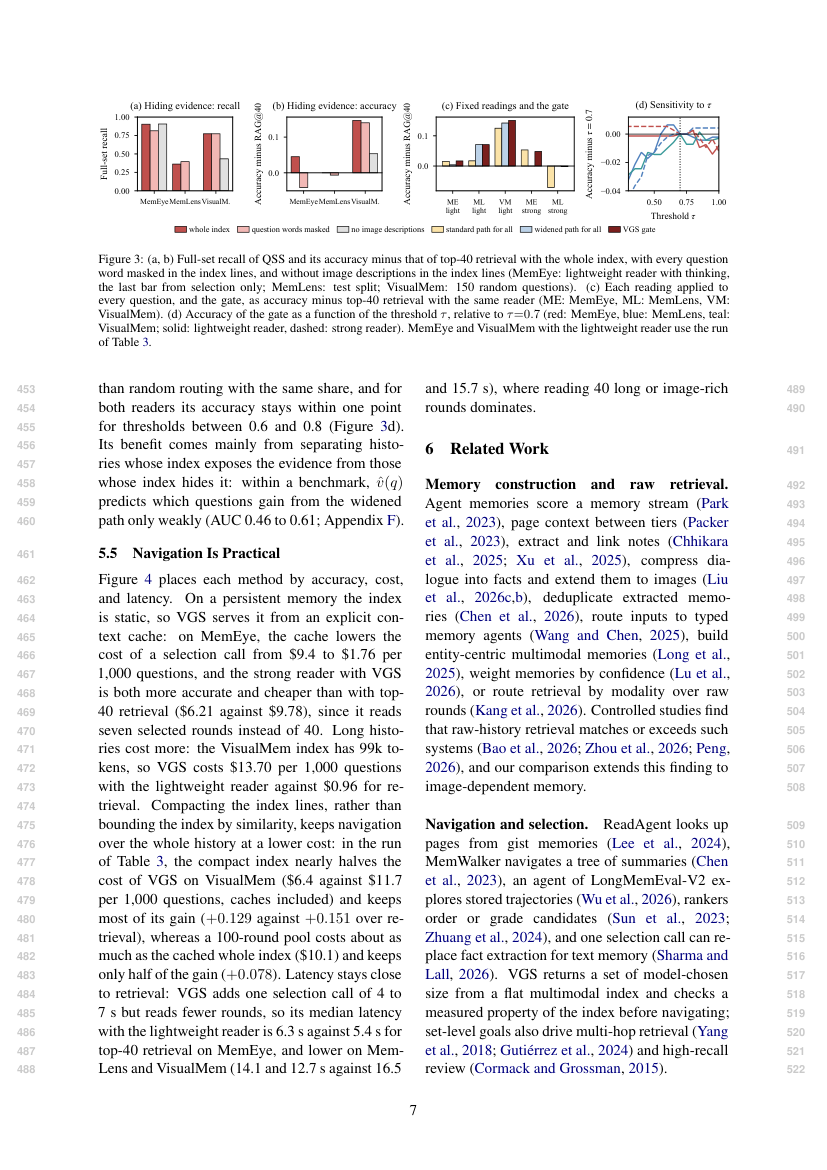 (a) Hiding evidence: recall
Full-set recall
1.00
0.75
0.50
0.25
0.00
MemEye MemLens VisualM.
(b) Hiding evidence: accuracy
Accuracy minus RAG@40
0.1
0.0
MemEye MemLens VisualM.
(c) Fixed readings and the gate
Accuracy minus RAG@40
0.1
0.0
ME light
ML light
VM light
ME strong
ML strong
(d) Sensitivity to τ
Accuracy minus τ = 0.7
0.00
−0.02
−0.04
0.50 0.75 1.00
Threshold τ
whole index question words masked no image descriptions standard path for all widened path for all VGS gate
Figure 3: (a, b) Full-set recall of QSS and its accuracy minus that of top-40 retrieval with the whole index, with every question
word masked in the index lines, and without image descriptions in the index lines (MemEye: lightweight reader with thinking,
the last bar from selection only; MemLens: test split; VisualMem: 150 random questions). (c) Each reading applied to
every question, and the gate, as accuracy minus top-40 retrieval with the same reader (ME: MemEye, ML: MemLens, VM:
VisualMem). (d) Accuracy of the gate as a function of the threshold τ, relative to τ=0.7 (red: MemEye, blue: MemLens, teal:
VisualMem; solid: lightweight reader, dashed: strong reader). MemEye and VisualMem with the lightweight reader use the run
of Table 3.
453 than random routing with the same share, and for
454 both readers its accuracy stays within one point
455 for thresholds between 0.6 and 0.8 (Figure 3d).
456 Its benefit comes mainly from separating histo-
457 ries whose index exposes the evidence from those
458 whose index hides it: within a benchmark, v̂(q)
459 predicts which questions gain from the widened
460 path only weakly (AUC 0.46 to 0.61; Appendix F).
461 5.5 Navigation Is Practical
462 Figure 4 places each method by accuracy, cost,
463 and latency. On a persistent memory the index
464 is static, so VGS serves it from an explicit con-
465 text cache: on MemEye, the cache lowers the
466 cost of a selection call from $9.4 to $1.76 per
467 1,000 questions, and the strong reader with VGS
468 is both more accurate and cheaper than with top-
469 40 retrieval ($6.21 against $9.78), since it reads
470 seven selected rounds instead of 40. Long histo-
471 ries cost more: the VisualMem index has 99k to-
472 kens, so VGS costs $13.70 per 1,000 questions
473 with the lightweight reader against $0.96 for re-
474 trieval. Compacting the index lines, rather than
475 bounding the index by similarity, keeps navigation
476 over the whole history at a lower cost: in the run
477 of Table 3, the compact index nearly halves the
478 cost of VGS on VisualMem ($6.4 against $11.7
479 per 1,000 questions, caches included) and keeps
480 most of its gain (+0.129 against +0.151 over re-
481 trieval), whereas a 100-round pool costs about as
482 much as the cached whole index ($10.1) and keeps
483 only half of the gain (+0.078). Latency stays close
484 to retrieval: VGS adds one selection call of 4 to
485 7 s but reads fewer rounds, so its median latency
486 with the lightweight reader is 6.3 s against 5.4 s for
487 top-40 retrieval on MemEye, and lower on Mem-
488 Lens and VisualMem (14.1 and 12.7 s against 16.5
and 15.7 s), where reading 40 long or image-rich 489
rounds dominates. 490
6 Related Work 491
Memory construction and raw retrieval. 492
Agent memories score a memory stream (Park 493
et al., 2023), page context between tiers (Packer 494
et al., 2023), extract and link notes (Chhikara 495
et al., 2025; Xu et al., 2025), compress dia- 496
logue into facts and extend them to images (Liu 497
et al., 2026c,b), deduplicate extracted memo- 498
ries (Chen et al., 2026), route inputs to typed 499
memory agents (Wang and Chen, 2025), build 500
entity-centric multimodal memories (Long et al., 501
2025), weight memories by confidence (Lu et al., 502
2026), or route retrieval by modality over raw 503
rounds (Kang et al., 2026). Controlled studies find 504
that raw-history retrieval matches or exceeds such 505
systems (Bao et al., 2026; Zhou et al., 2026; Peng, 506
2026), and our comparison extends this finding to 507
image-dependent memory. 508
Navigation and selection. ReadAgent looks up 509
pages from gist memories (Lee et al., 2024), 510
MemWalker navigates a tree of summaries (Chen 511
et al., 2023), an agent of LongMemEval-V2 ex- 512
plores stored trajectories (Wu et al., 2026), rankers 513
order or grade candidates (Sun et al., 2023; 514
Zhuang et al., 2024), and one selection call can re- 515
place fact extraction for text memory (Sharma and 516
Lall, 2026). VGS returns a set of model-chosen 517
size from a flat multimodal index and checks a 518
measured property of the index before navigating; 519
set-level goals also drive multi-hop retrieval (Yang 520
et al., 2018; Gutiérrez et al., 2024) and high-recall 521
review (Cormack and Grossman, 2015). 522
7